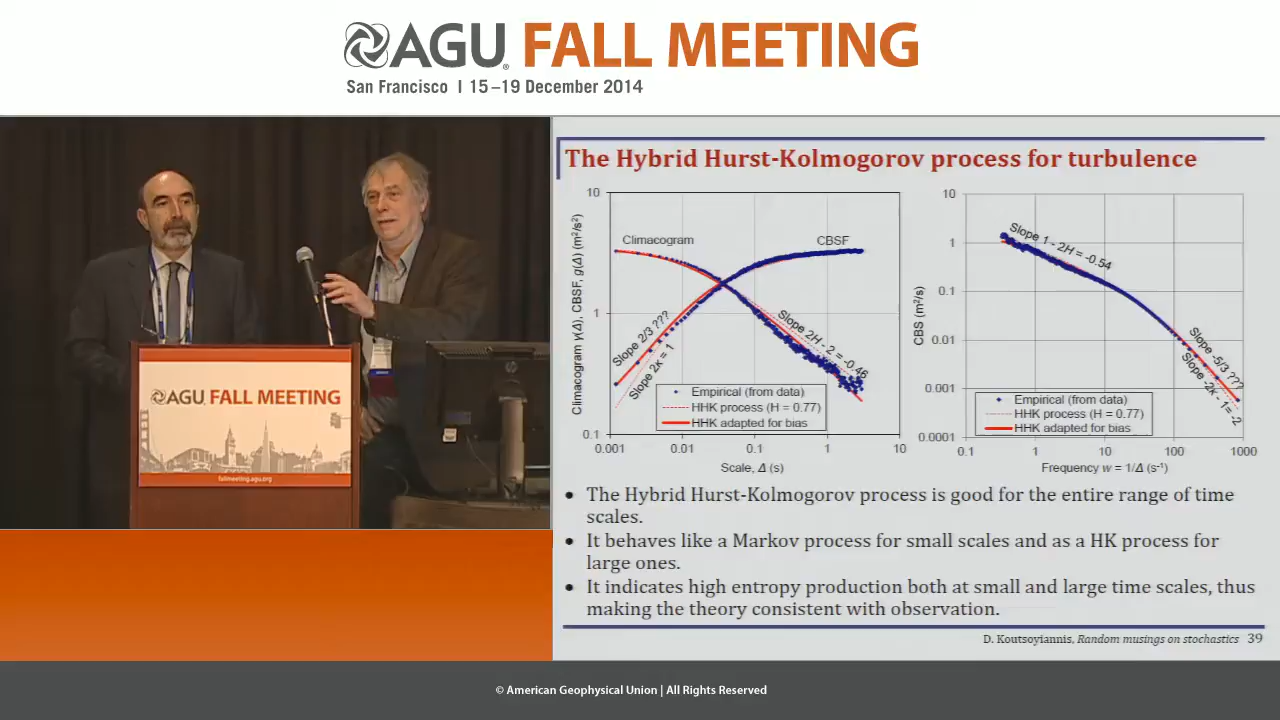 AGU FALL MEETING
San Francisco | 15–19 December 2014
AGU FALL MEETING
fallmeeting.agu.org
The Hybrid Hurst-Kolmogorov process for turbulence
Climacogram γ(Δ), CBSF, g(Δ) (m²/s²)
10
1
0.1
0.001
0.01
0.1
1
10
Scale, Δ (s)
Climacogram
CBSF
Slope 2/3 ???
Slope 2κ = 1
Slope 2H - 2 = -0.46
Empirical (from data)
HHK process (H = 0.77)
HHK adapted for bias
CBS (m²/s)
10
1
0.1
0.01
0.001
0.0001
0.1
1
10
100
1000
Frequency w = 1/Δ (s⁻¹)
Slope 1 - 2H = -0.54
Slope -5/3 ???
Slope -2κ - 1= -2
Empirical (from data)
HHK process (H = 0.77)
HHK adapted for bias
• The Hybrid Hurst-Kolmogorov process is good for the entire range of time
scales.
• It behaves like a Markov process for small scales and as a HK process for
large ones.
• It indicates high entropy production both at small and large time scales, thus
making the theory consistent with observation.
D. Koutsoyiannis, Random musings on stochastics 39
© American Geophysical Union | All Rights Reserved